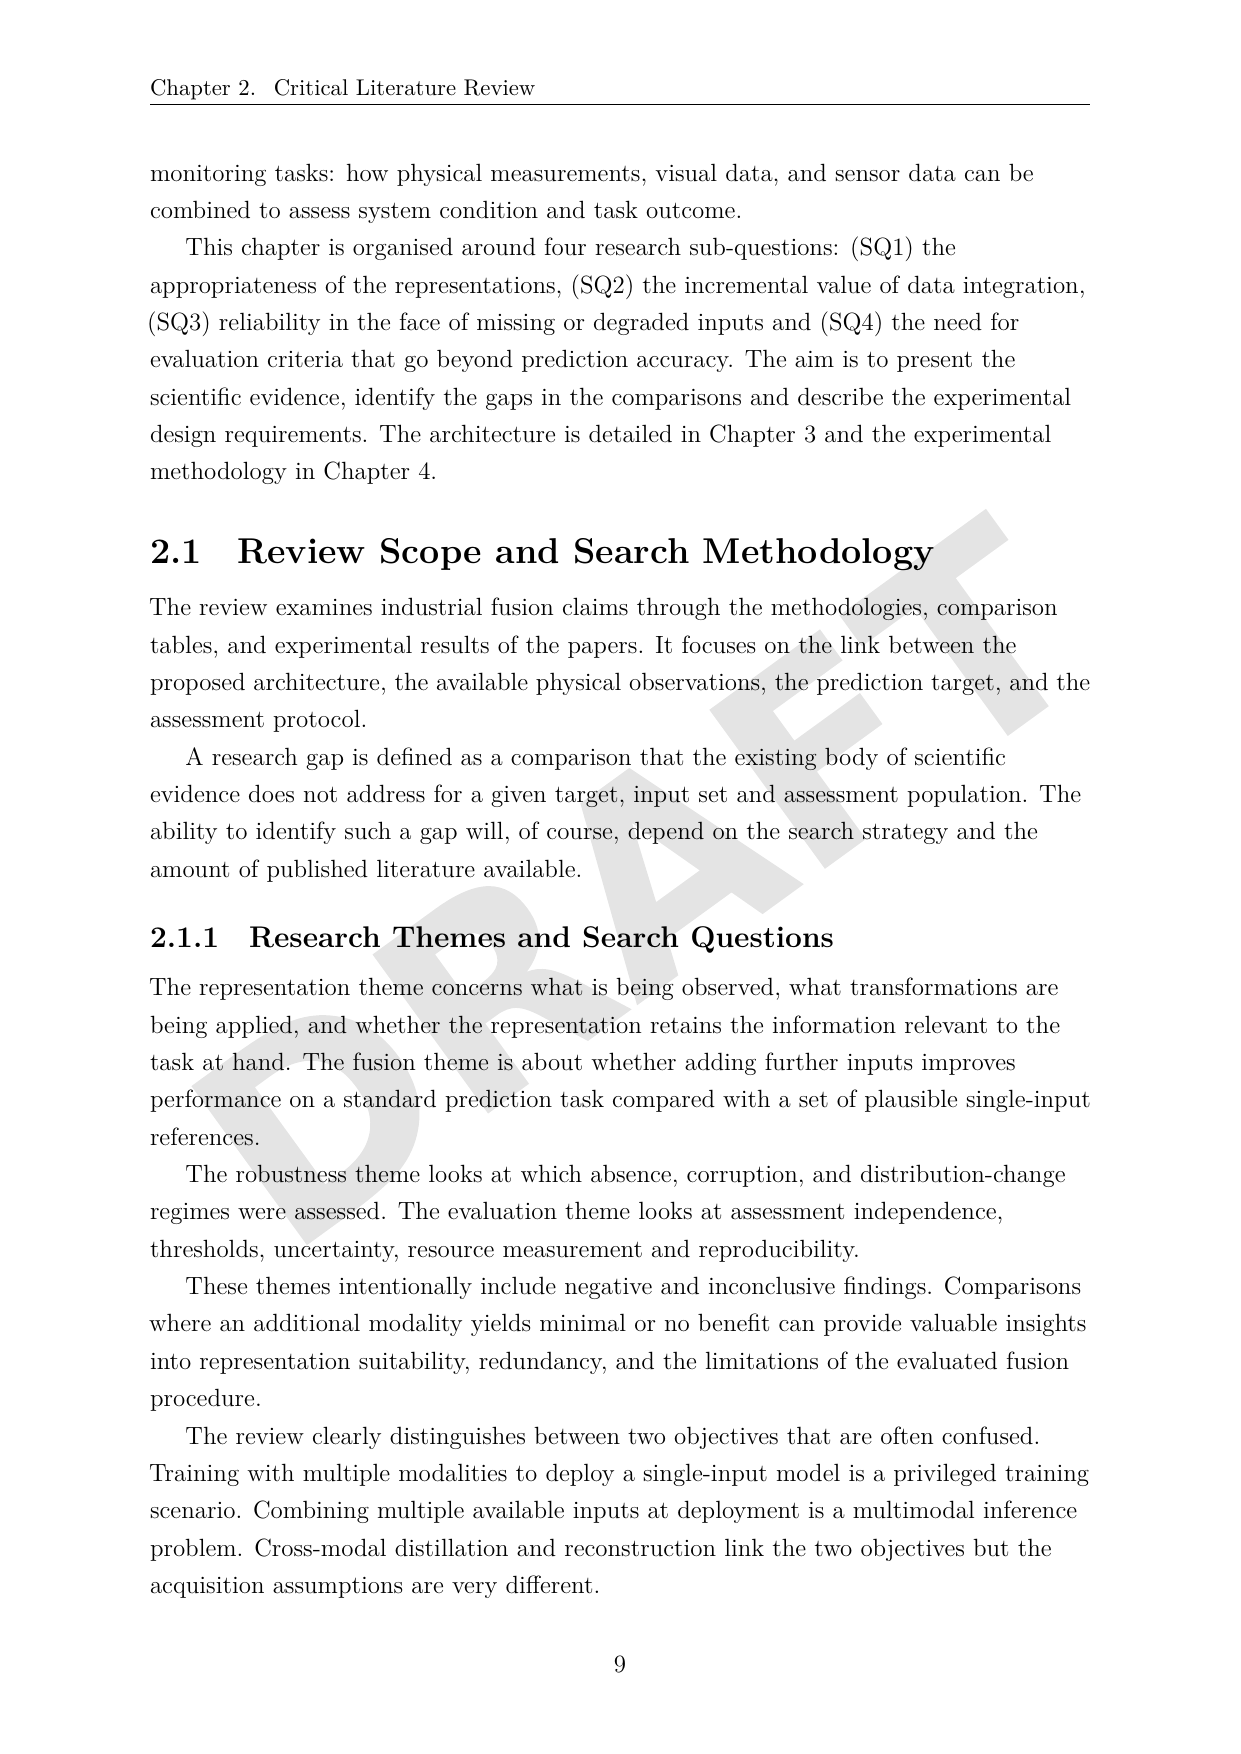 Chapter 2. Critical Literature Review
monitoring tasks: how physical measurements, visual data, and sensor data can be
combined to assess system condition and task outcome.
This chapter is organised around four research sub-questions: (SQ1) the
appropriateness of the representations, (SQ2) the incremental value of data integration,
(SQ3) reliability in the face of missing or degraded inputs and (SQ4) the need for
evaluation criteria that go beyond prediction accuracy. The aim is to present the
scientific evidence, identify the gaps in the comparisons and describe the experimental
design requirements. The architecture is detailed in Chapter 3 and the experimental
methodology in Chapter 4.
2.1 Review Scope and Search Methodology
The review examines industrial fusion claims through the methodologies, comparison
tables, and experimental results of the papers. It focuses on the link between the
proposed architecture, the available physical observations, the prediction target, and the
assessment protocol.
A research gap is defined as a comparison that the existing body of scientific
evidence does not address for a given target, input set and assessment population. The
ability to identify such a gap will, of course, depend on the search strategy and the
amount of published literature available.
2.1.1 Research Themes and Search Questions
The representation theme concerns what is being observed, what transformations are
being applied, and whether the representation retains the information relevant to the
task at hand. The fusion theme is about whether adding further inputs improves
performance on a standard prediction task compared with a set of plausible single-input
references.
The robustness theme looks at which absence, corruption, and distribution-change
regimes were assessed. The evaluation theme looks at assessment independence,
thresholds, uncertainty, resource measurement and reproducibility.
These themes intentionally include negative and inconclusive findings. Comparisons
where an additional modality yields minimal or no benefit can provide valuable insights
into representation suitability, redundancy, and the limitations of the evaluated fusion
procedure.
The review clearly distinguishes between two objectives that are often confused.
Training with multiple modalities to deploy a single-input model is a privileged training
scenario. Combining multiple available inputs at deployment is a multimodal inference
problem. Cross-modal distillation and reconstruction link the two objectives but the
acquisition assumptions are very different.
9
DRAFT